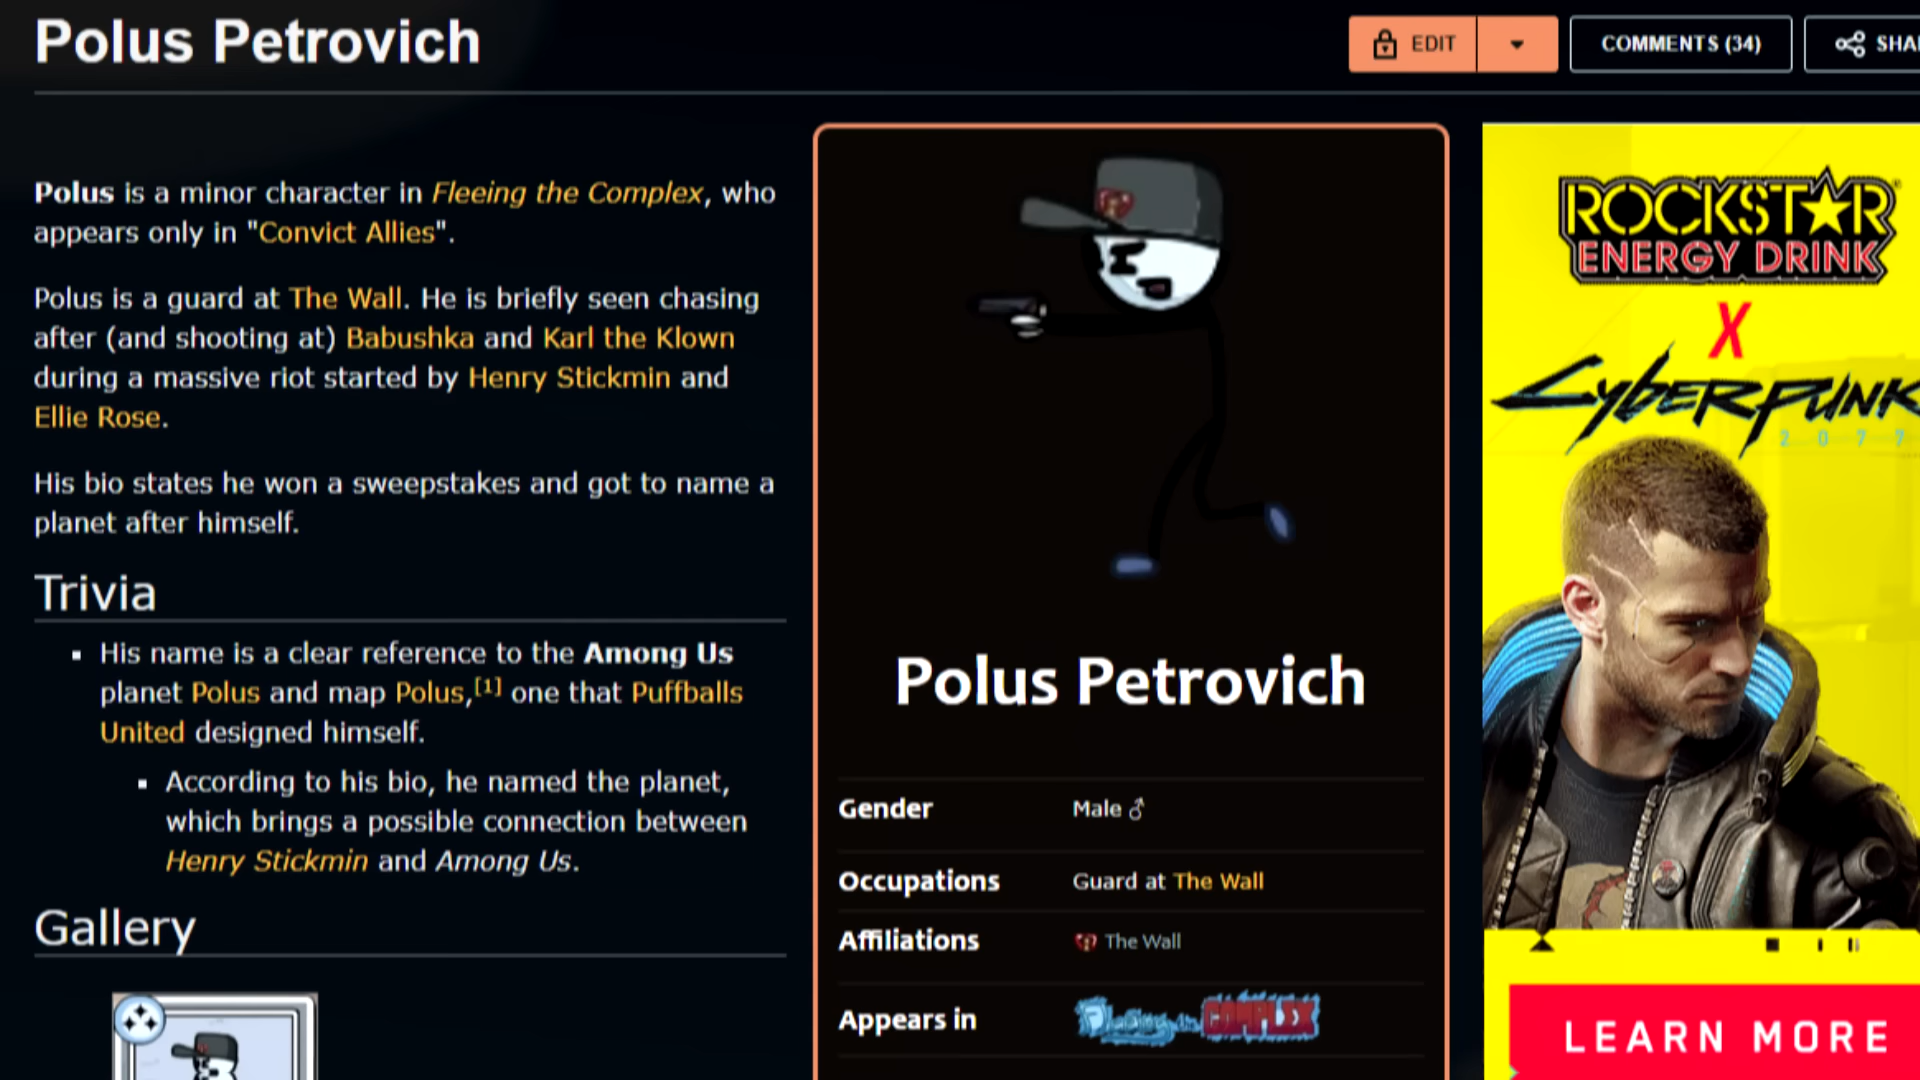 Polus Petrovich
EDIT
COMMENTS (34)
Polus is a minor character in Fleeing the Complex, who
appears only in "Convict Allies".
Polus is a guard at The Wall. He is briefly seen chasing
after (and shooting at) Babushka and Karl the Klown
during a massive riot started by Henry Stickmin and
Ellie Rose.
His bio states he won a sweepstakes and got to name a
planet after himself.
Trivia
▪ His name is a clear reference to the Among Us
planet Polus and map Polus,[1] one that Puffballs
United designed himself.
▪ According to his bio, he named the planet,
which brings a possible connection between
Henry Stickmin and Among Us.
Gallery
Polus Petrovich
Gender Male ♂
Occupations Guard at The Wall
Affiliations The Wall
Appears in Fleeing the COMPLEX
ROCKSTAR
ENERGY DRINK
X
Cyberpunk
2077
LEARN MORE